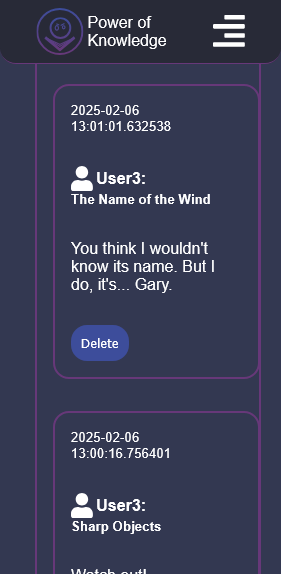 Power of
Knowledge
2025-02-06
13:01:01.632538
User3:
The Name of the Wind
You think I wouldn't
know its name. But I
do, it's... Gary.
Delete
2025-02-06
13:00:16.756401
User3:
Sharp Objects
Watch out!